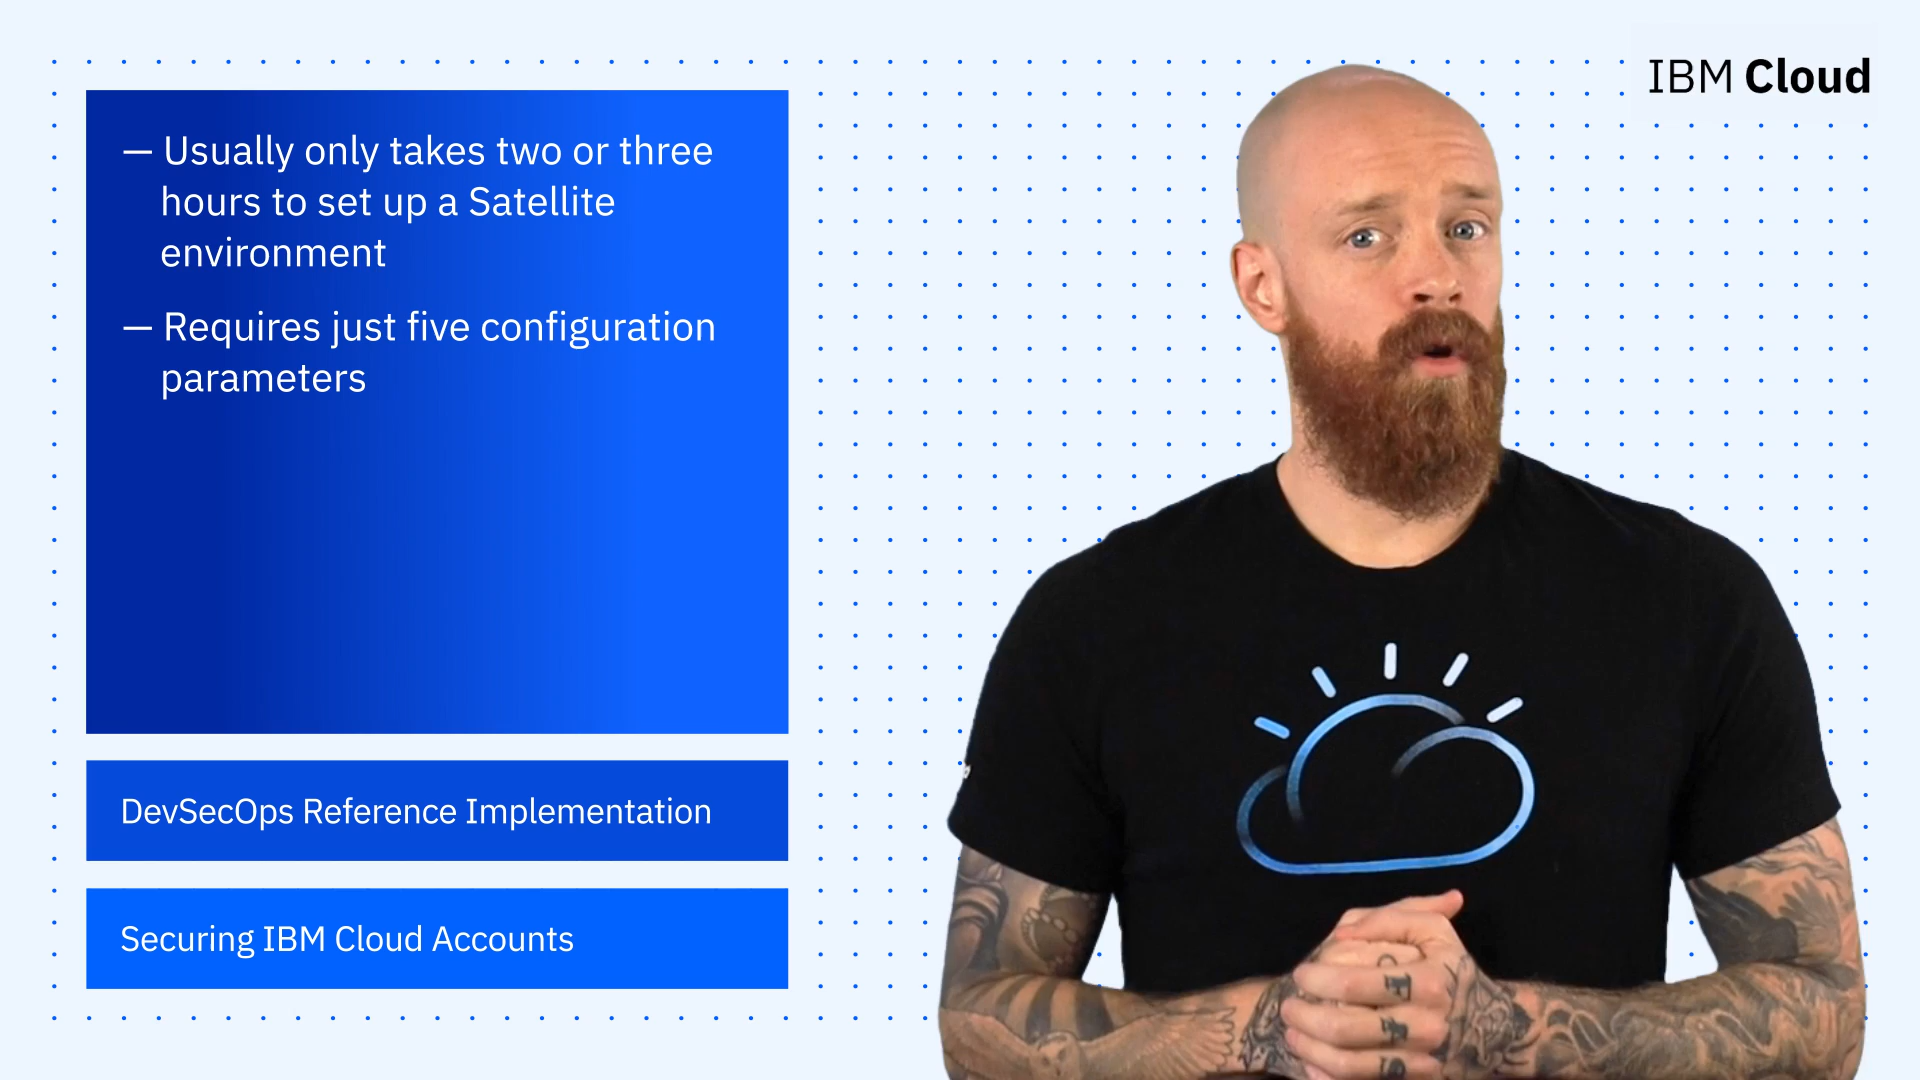 IBM Cloud
— Usually only takes two or three
hours to set up a Satellite
environment
— Requires just five configuration
parameters
DevSecOps Reference Implementation
Securing IBM Cloud Accounts